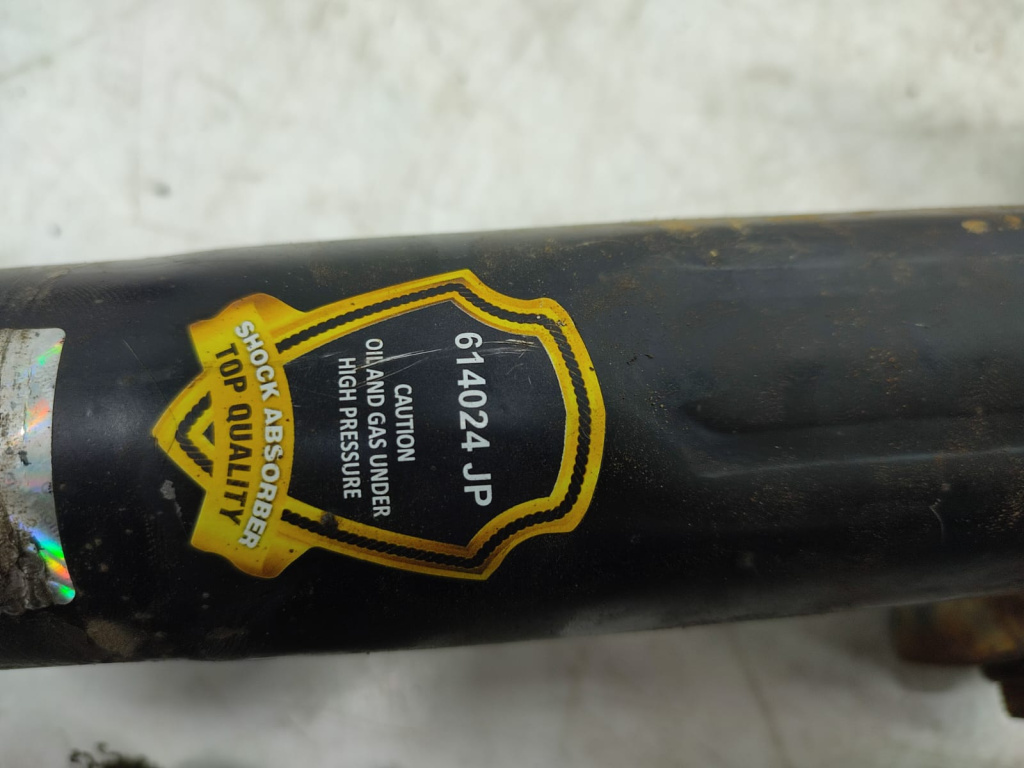 614024 JP
CAUTION
OIL AND GAS UNDER
HIGH PRESSURE
SHOCK ABSORBER
TOP QUALITY